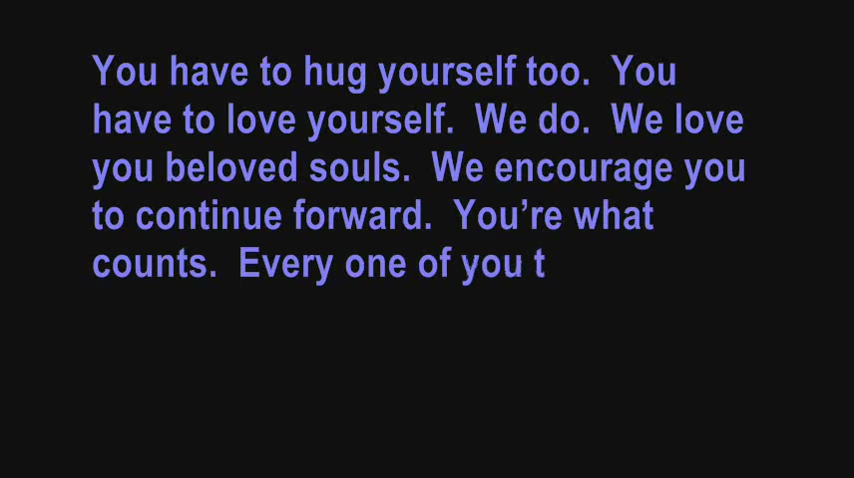 You have to hug yourself too.  You
have to love yourself.  We do.  We love
you beloved souls.  We encourage you
to continue forward.  You’re what
counts.  Every one of you t